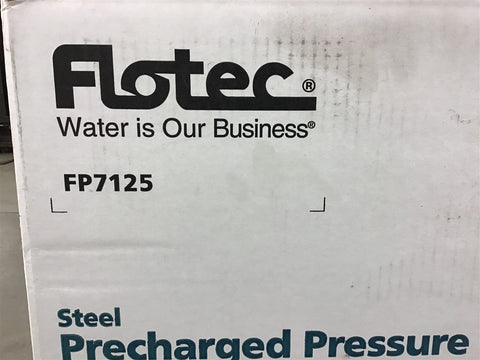 Flotec®
Water is Our Business®
FP7125
Steel
Precharged Pressure